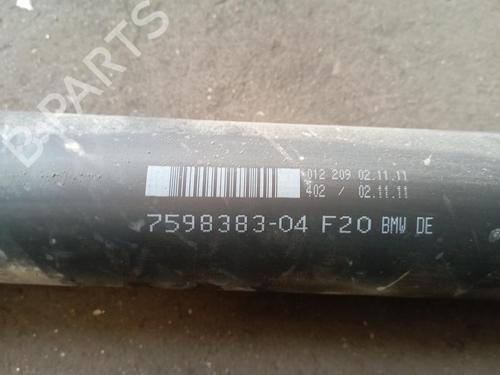 B-PARTS
012 209 02.11.11
402 / 02.11.11
7598383-04 F20 BMW DE